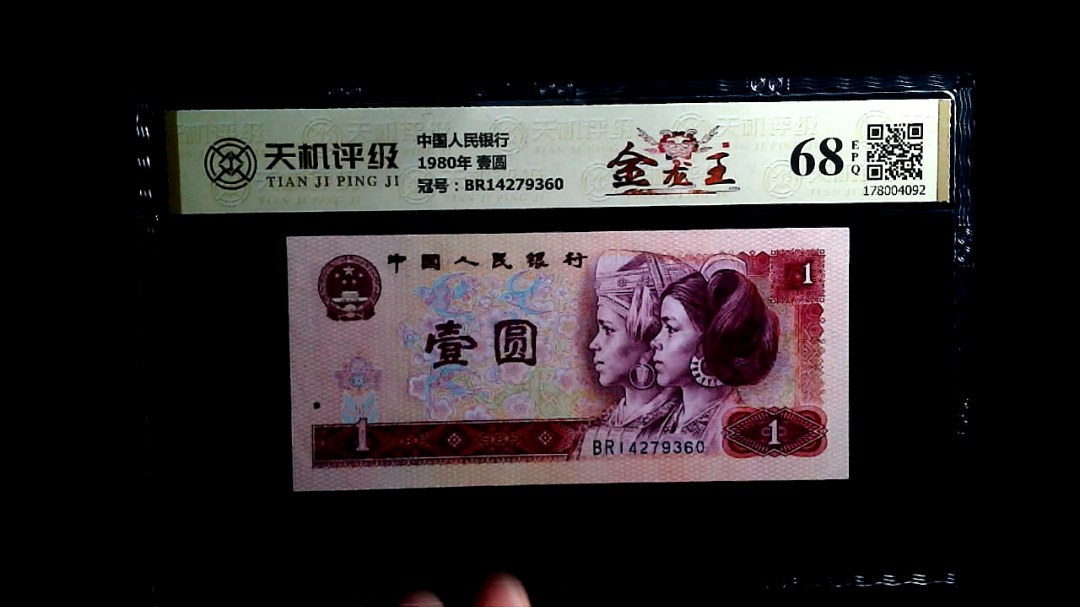 天机评级
TIAN JI PING JI
中国人民银行
1980年 壹圆
冠号：BR14279360
金龙王
68
EPQ
178004092
中国人民银行
壹圆
1
1
1
BR14279360